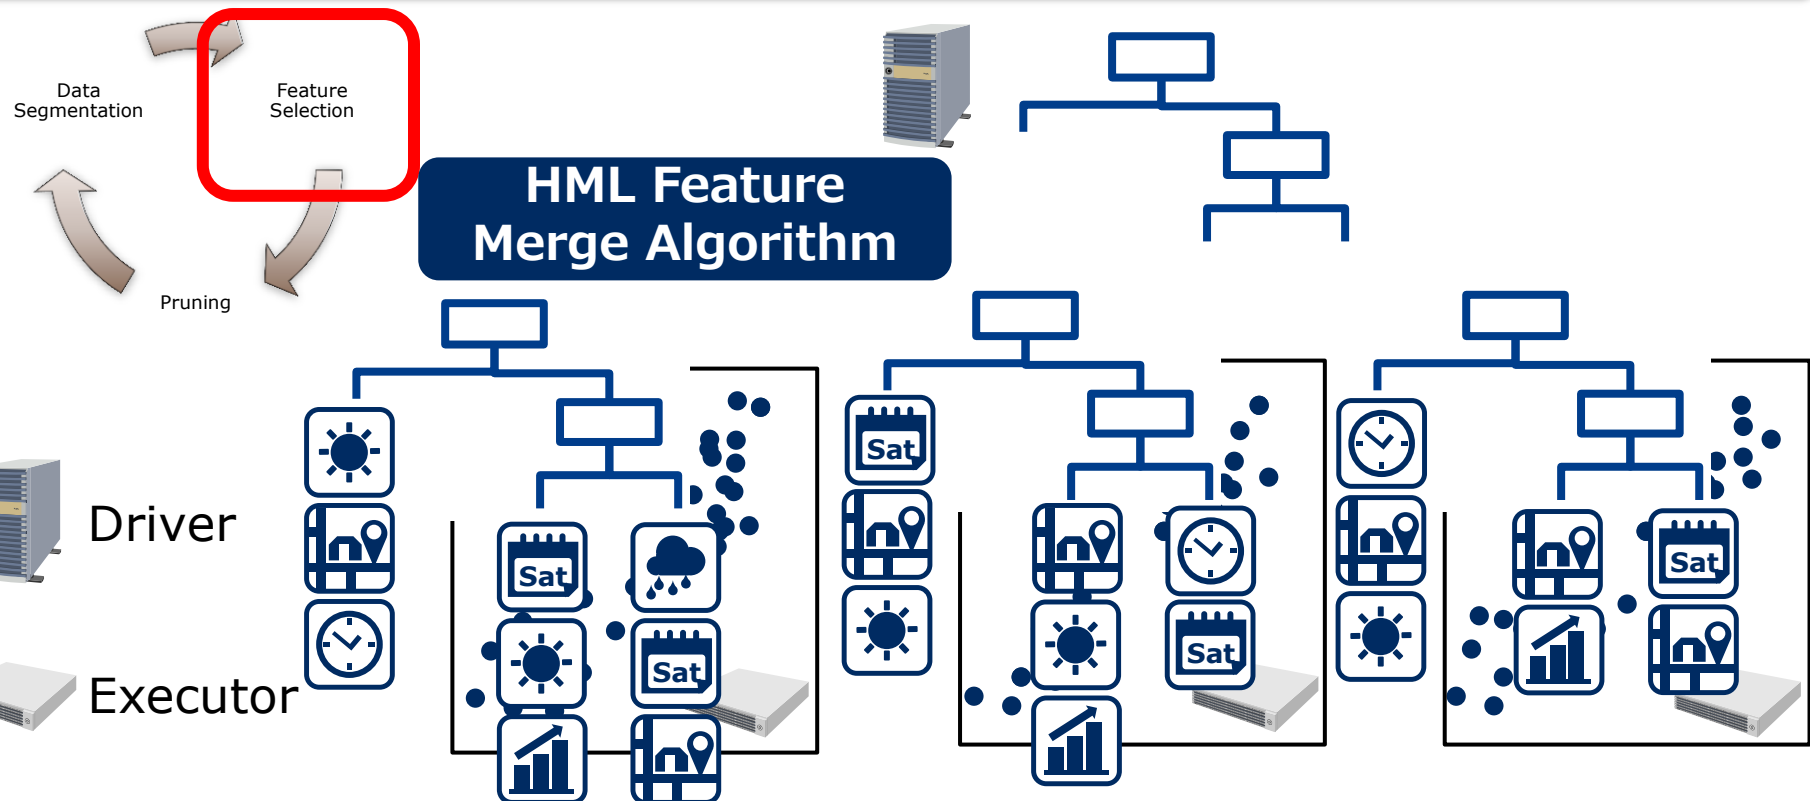 Data
Segmentation
Feature
Selection
Pruning
HML Feature
Merge Algorithm
Driver
Executor
Sat
Sat
Sat
Sat
Sat